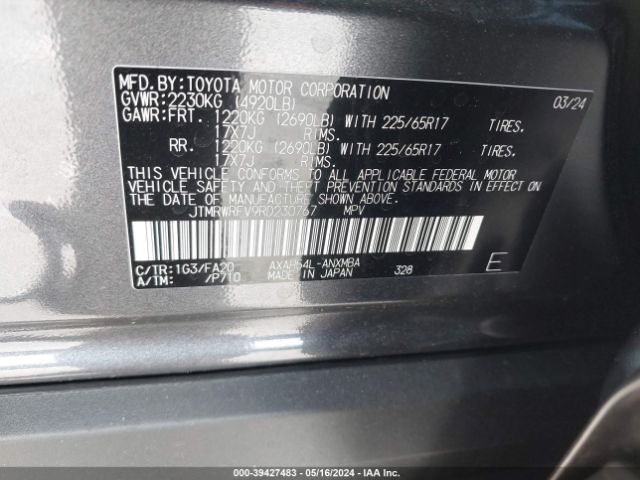 MFD.BY:TOYOTA MOTOR CORPORATION 03/24
GVWR:2230KG (4920LB)
GAWR:FRT. 1220KG (2690LB) WITH 225/65R17 TIRES.
17X7J RIMS.
RR. 1220KG (2690LB) WITH 225/65R17 TIRES.
17X7J RIMS.
THIS VEHICLE CONFORMS TO ALL APPLICABLE FEDERAL MOTOR
VEHICLE SAFETY AND THEFT PREVENTION STANDARDS IN EFFECT ON
THE DATE OF MANUFACTURE SHOWN ABOVE.
JTMRWRFV9RD230767 MPV
C/TR:1G3/FA20 AXAH54L-ANXMBA
A/TM: /P710 MADE IN JAPAN 328 E
000-39427483 - 05/16/2024 - IAA Inc.